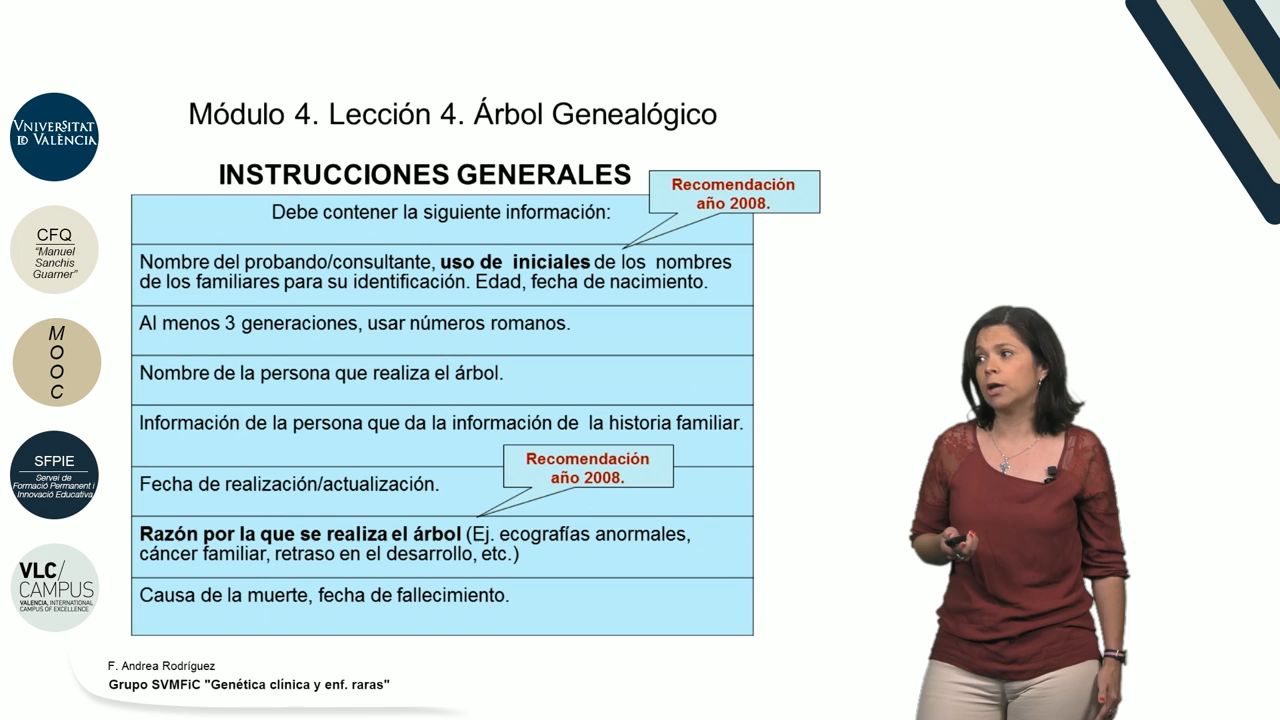 Módulo 4. Lección 4. Árbol Genealógico
INSTRUCCIONES GENERALES
Recomendación
año 2008.
Debe contener la siguiente información:
Nombre del probando/consultante, uso de iniciales de los nombres
de los familiares para su identificación. Edad, fecha de nacimiento.
Al menos 3 generaciones, usar números romanos.
Nombre de la persona que realiza el árbol.
Información de la persona que da la información de la historia familiar.
Recomendación
año 2008.
Fecha de realización/actualización.
Razón por la que se realiza el árbol (Ej. ecografías anormales,
cáncer familiar, retraso en el desarrollo, etc.)
Causa de la muerte, fecha de fallecimiento.
VNIVERSITAT
ID VALÈNCIA
CFQ
"Manuel
Sanchis
Guarner"
M
O
O
C
SFPIE
Servei de
Formació Permanent i
Innovació Educativa
VLC/
CAMPUS
VALENCIA, INTERNATIONAL
CAMPUS OF EXCELLENCE
F. Andrea Rodríguez
Grupo SVMFiC "Genética clínica y enf. raras"